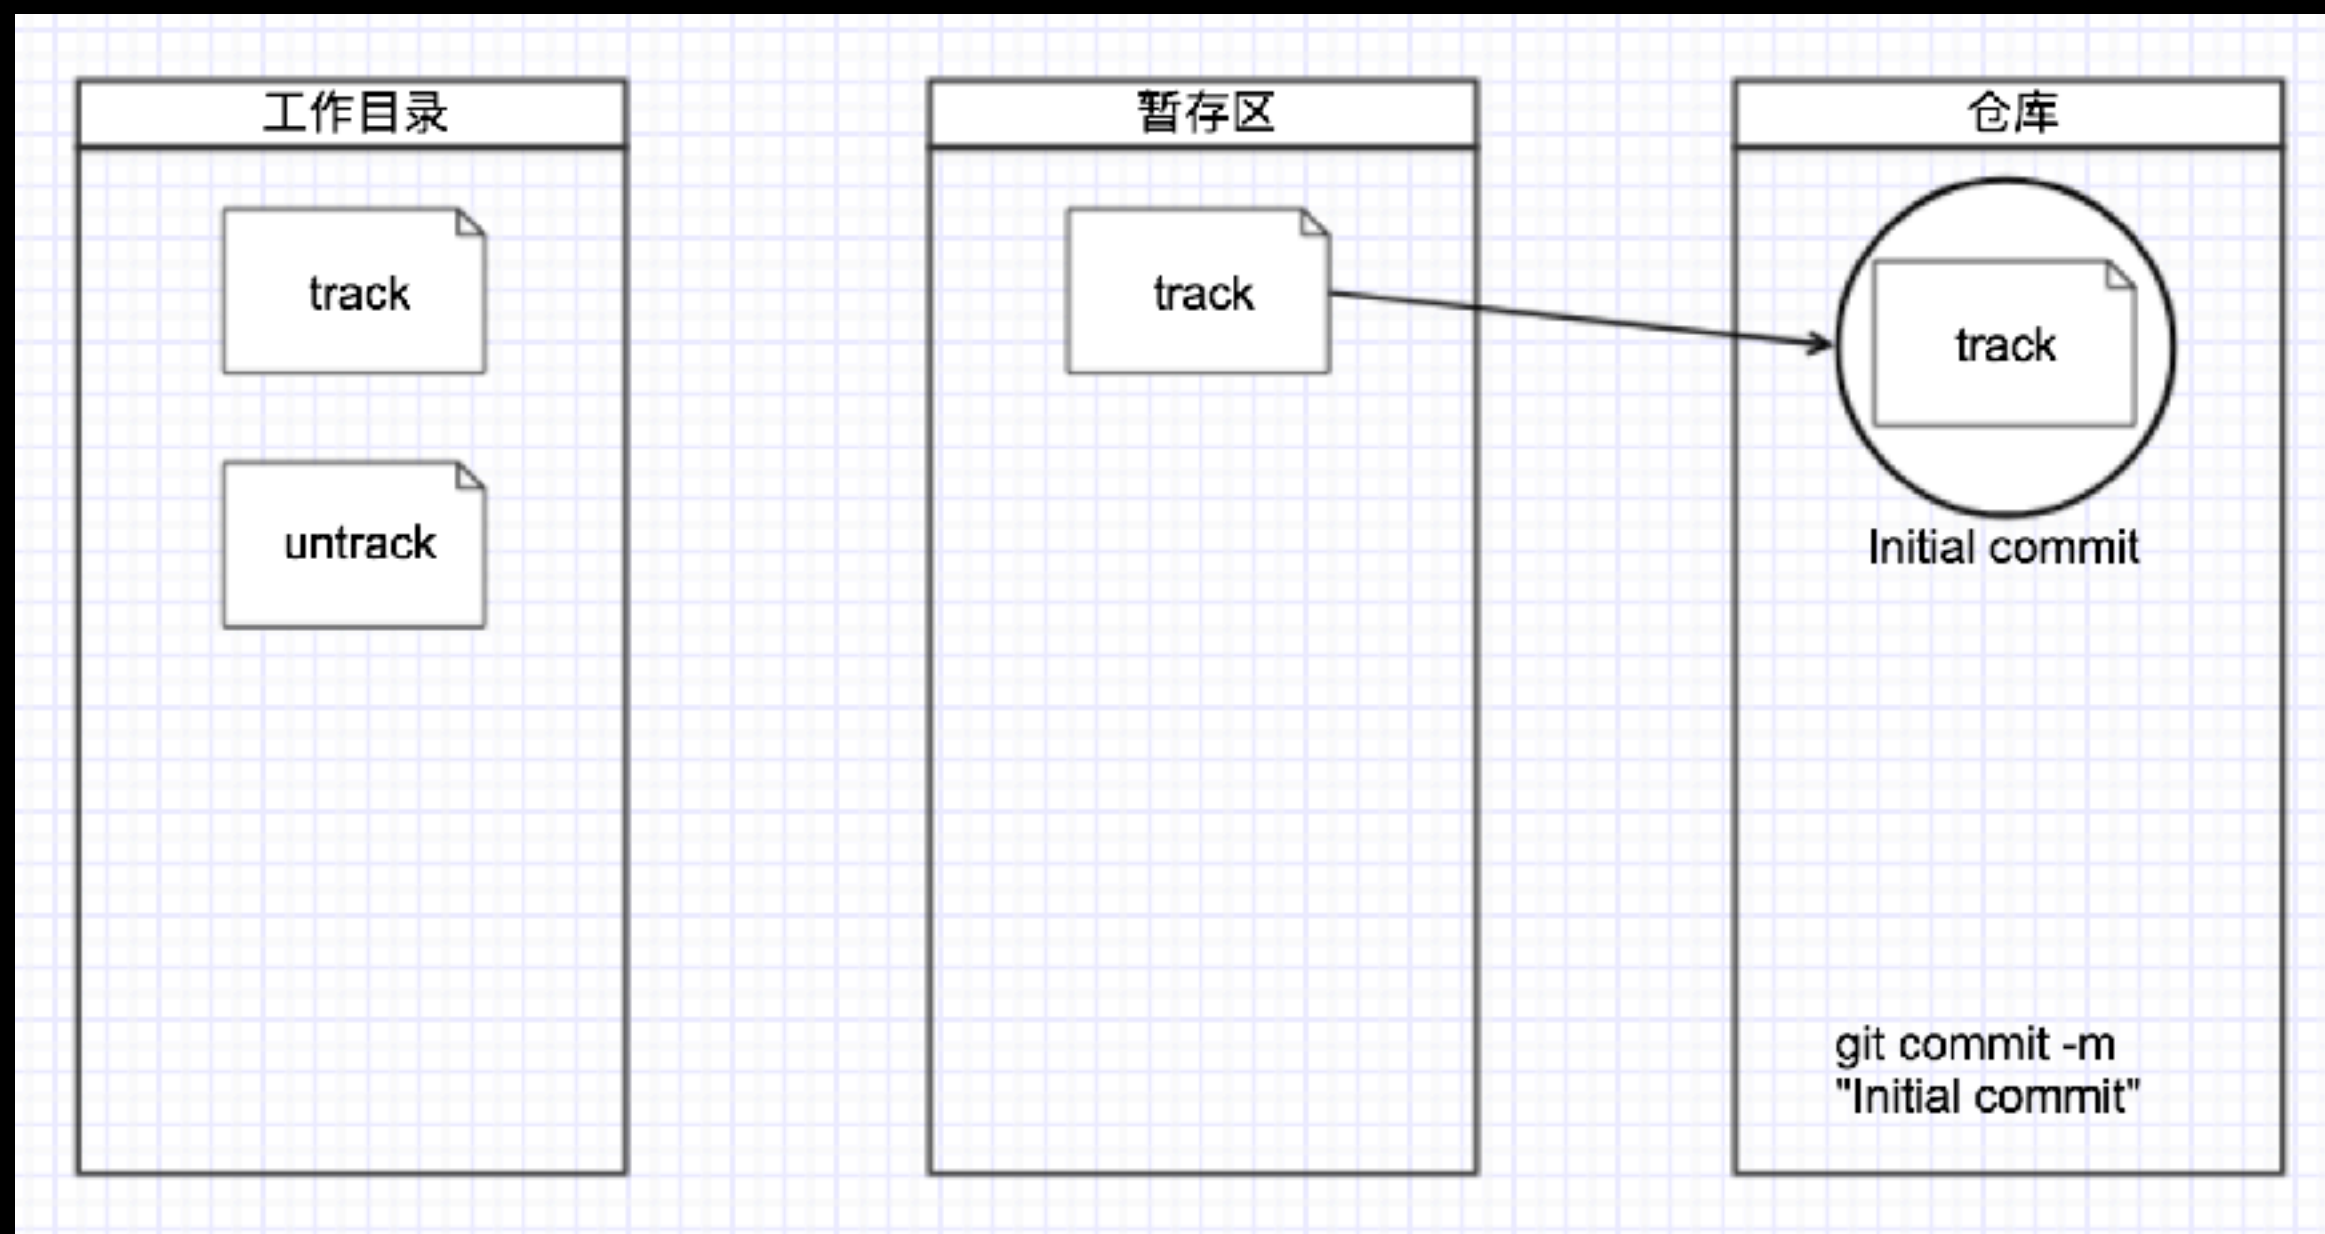 工作目录
track
untrack
暂存区
track
仓库
track
Initial commit
git commit -m
"Initial commit"